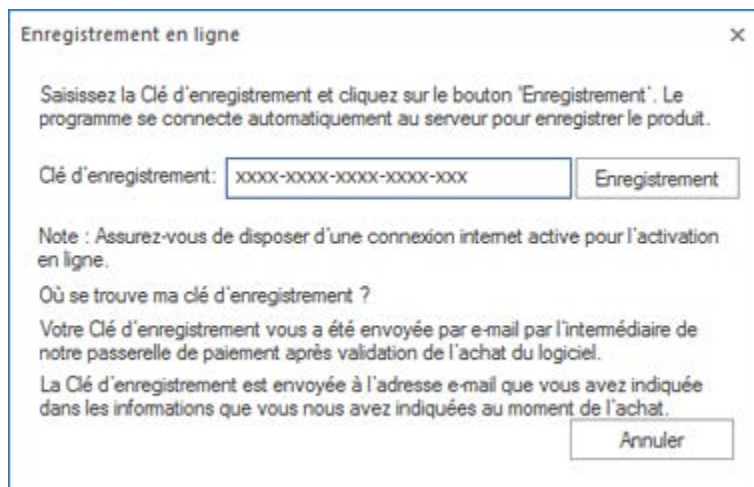 Enregistrement en ligne
Saisissez la Clé d'enregistrement et cliquez sur le bouton 'Enregistrement'. Le
programme se connecte automatiquement au serveur pour enregistrer le produit.
Clé d'enregistrement: xxxx-xxxx-xxxx-xxxx-xxx Enregistrement
Note : Assurez-vous de disposer d'une connexion internet active pour l'activation
en ligne.
Où se trouve ma clé d'enregistrement ?
Votre Clé d'enregistrement vous a été envoyée par e-mail par l'intermédiaire de
notre passerelle de paiement après validation de l'achat du logiciel.
La Clé d'enregistrement est envoyée à l'adresse e-mail que vous avez indiquée
dans les informations que vous nous avez indiquées au moment de l'achat.
Annuler